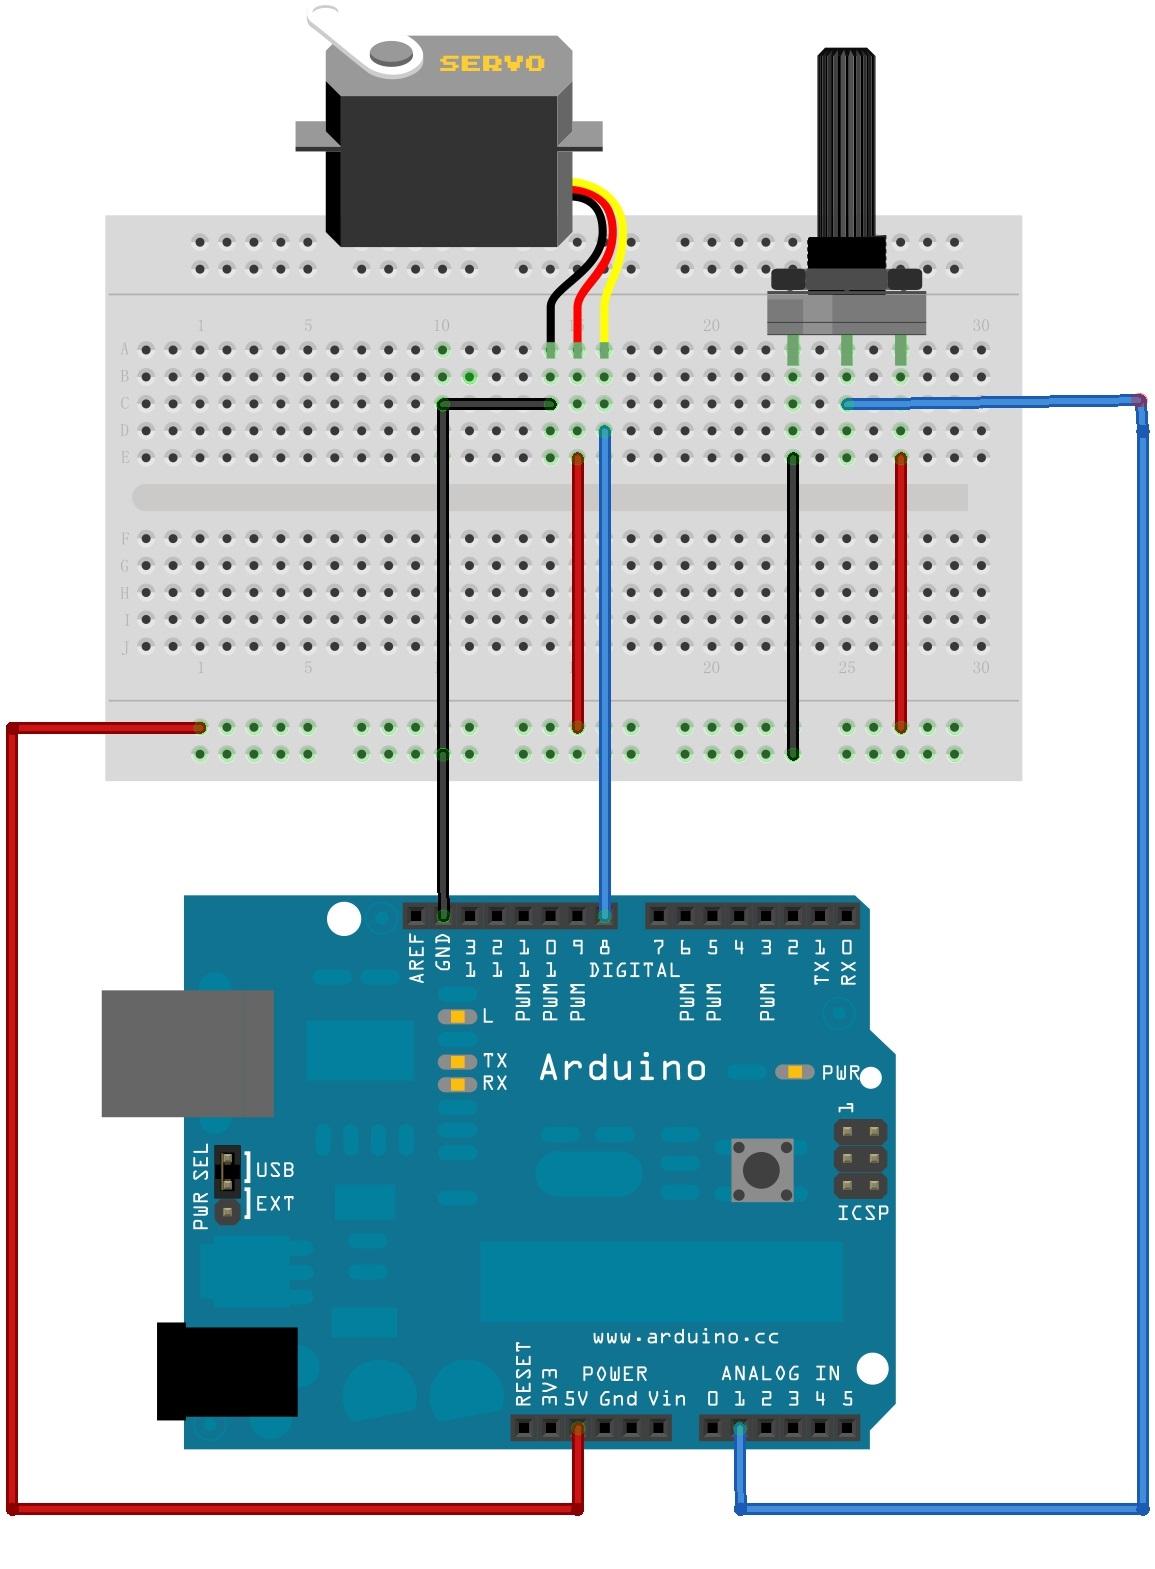 SERVO
1 5 10 15 20 30
A
B
C
D
E
F
G
H
I
J
1 5 20 25 30
AREF GND 13 12 11 10 9 8 7 6 5 4 3 2 1 0
DIGITAL
PWM PWM PWM PWM PWM PWM TX RX
L
TX
RX
Arduino
PWR
1
ICSP
PWR SEL
USB
EXT
www.arduino.cc
POWER
ANALOG IN
RESET 3V3 5V Gnd Vin 0 1 2 3 4 5